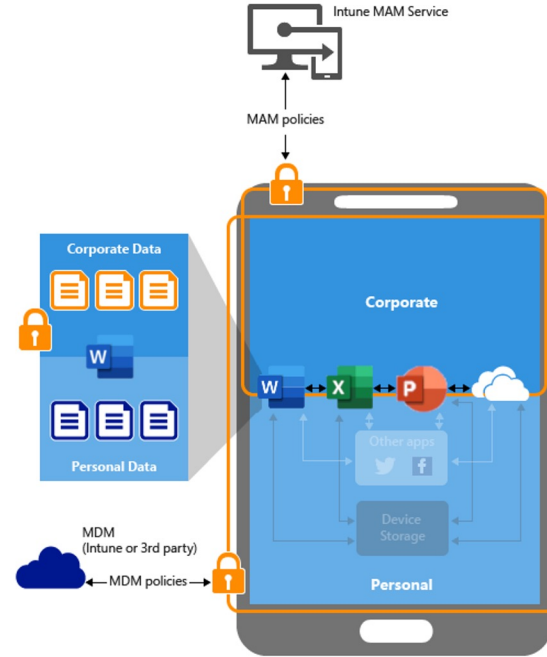 Intune MAM Service
MAM policies
Corporate Data
W
Personal Data
Corporate
W
X
P
Other apps
Device
Storage
Personal
MDM
(Intune or 3rd party)
MDM policies